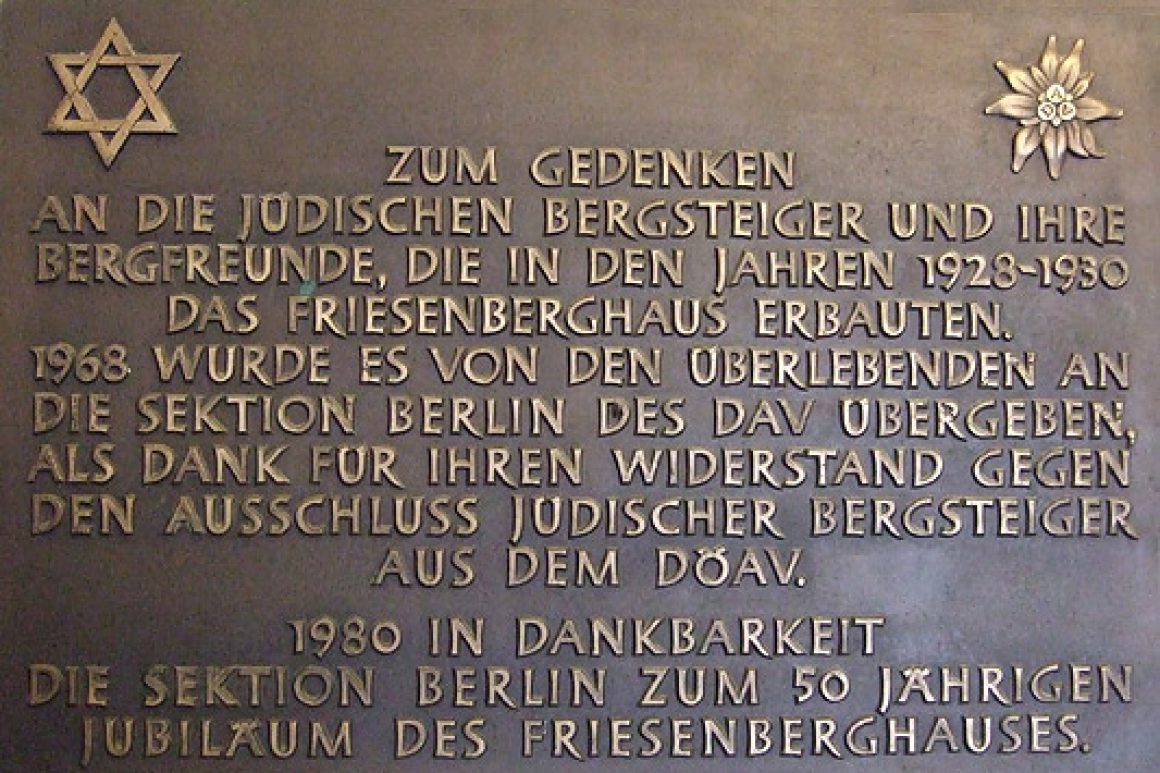 ZUM GEDENKEN
AN DIE JÜDISCHEN BERGSTEIGER UND IHRE
BERGFREUNDE, DIE IN DEN JAHREN 1928-1930
DAS FRIESENBERGHAUS ERBAUTEN.
1968 WURDE ES VON DEN ÜBERLEBENDEN AN
DIE SEKTION BERLIN DES DAV ÜBERGEBEN,
ALS DANK FÜR IHREN WIDERSTAND GEGEN
DEN AUSSCHLUSS JÜDISCHER BERGSTEIGER
AUS DEM DÖAV.
1980 IN DANKBARKEIT
DIE SEKTION BERLIN ZUM 50 JÄHRIGEN
JUBILÄUM DES FRIESENBERGHAUSES.